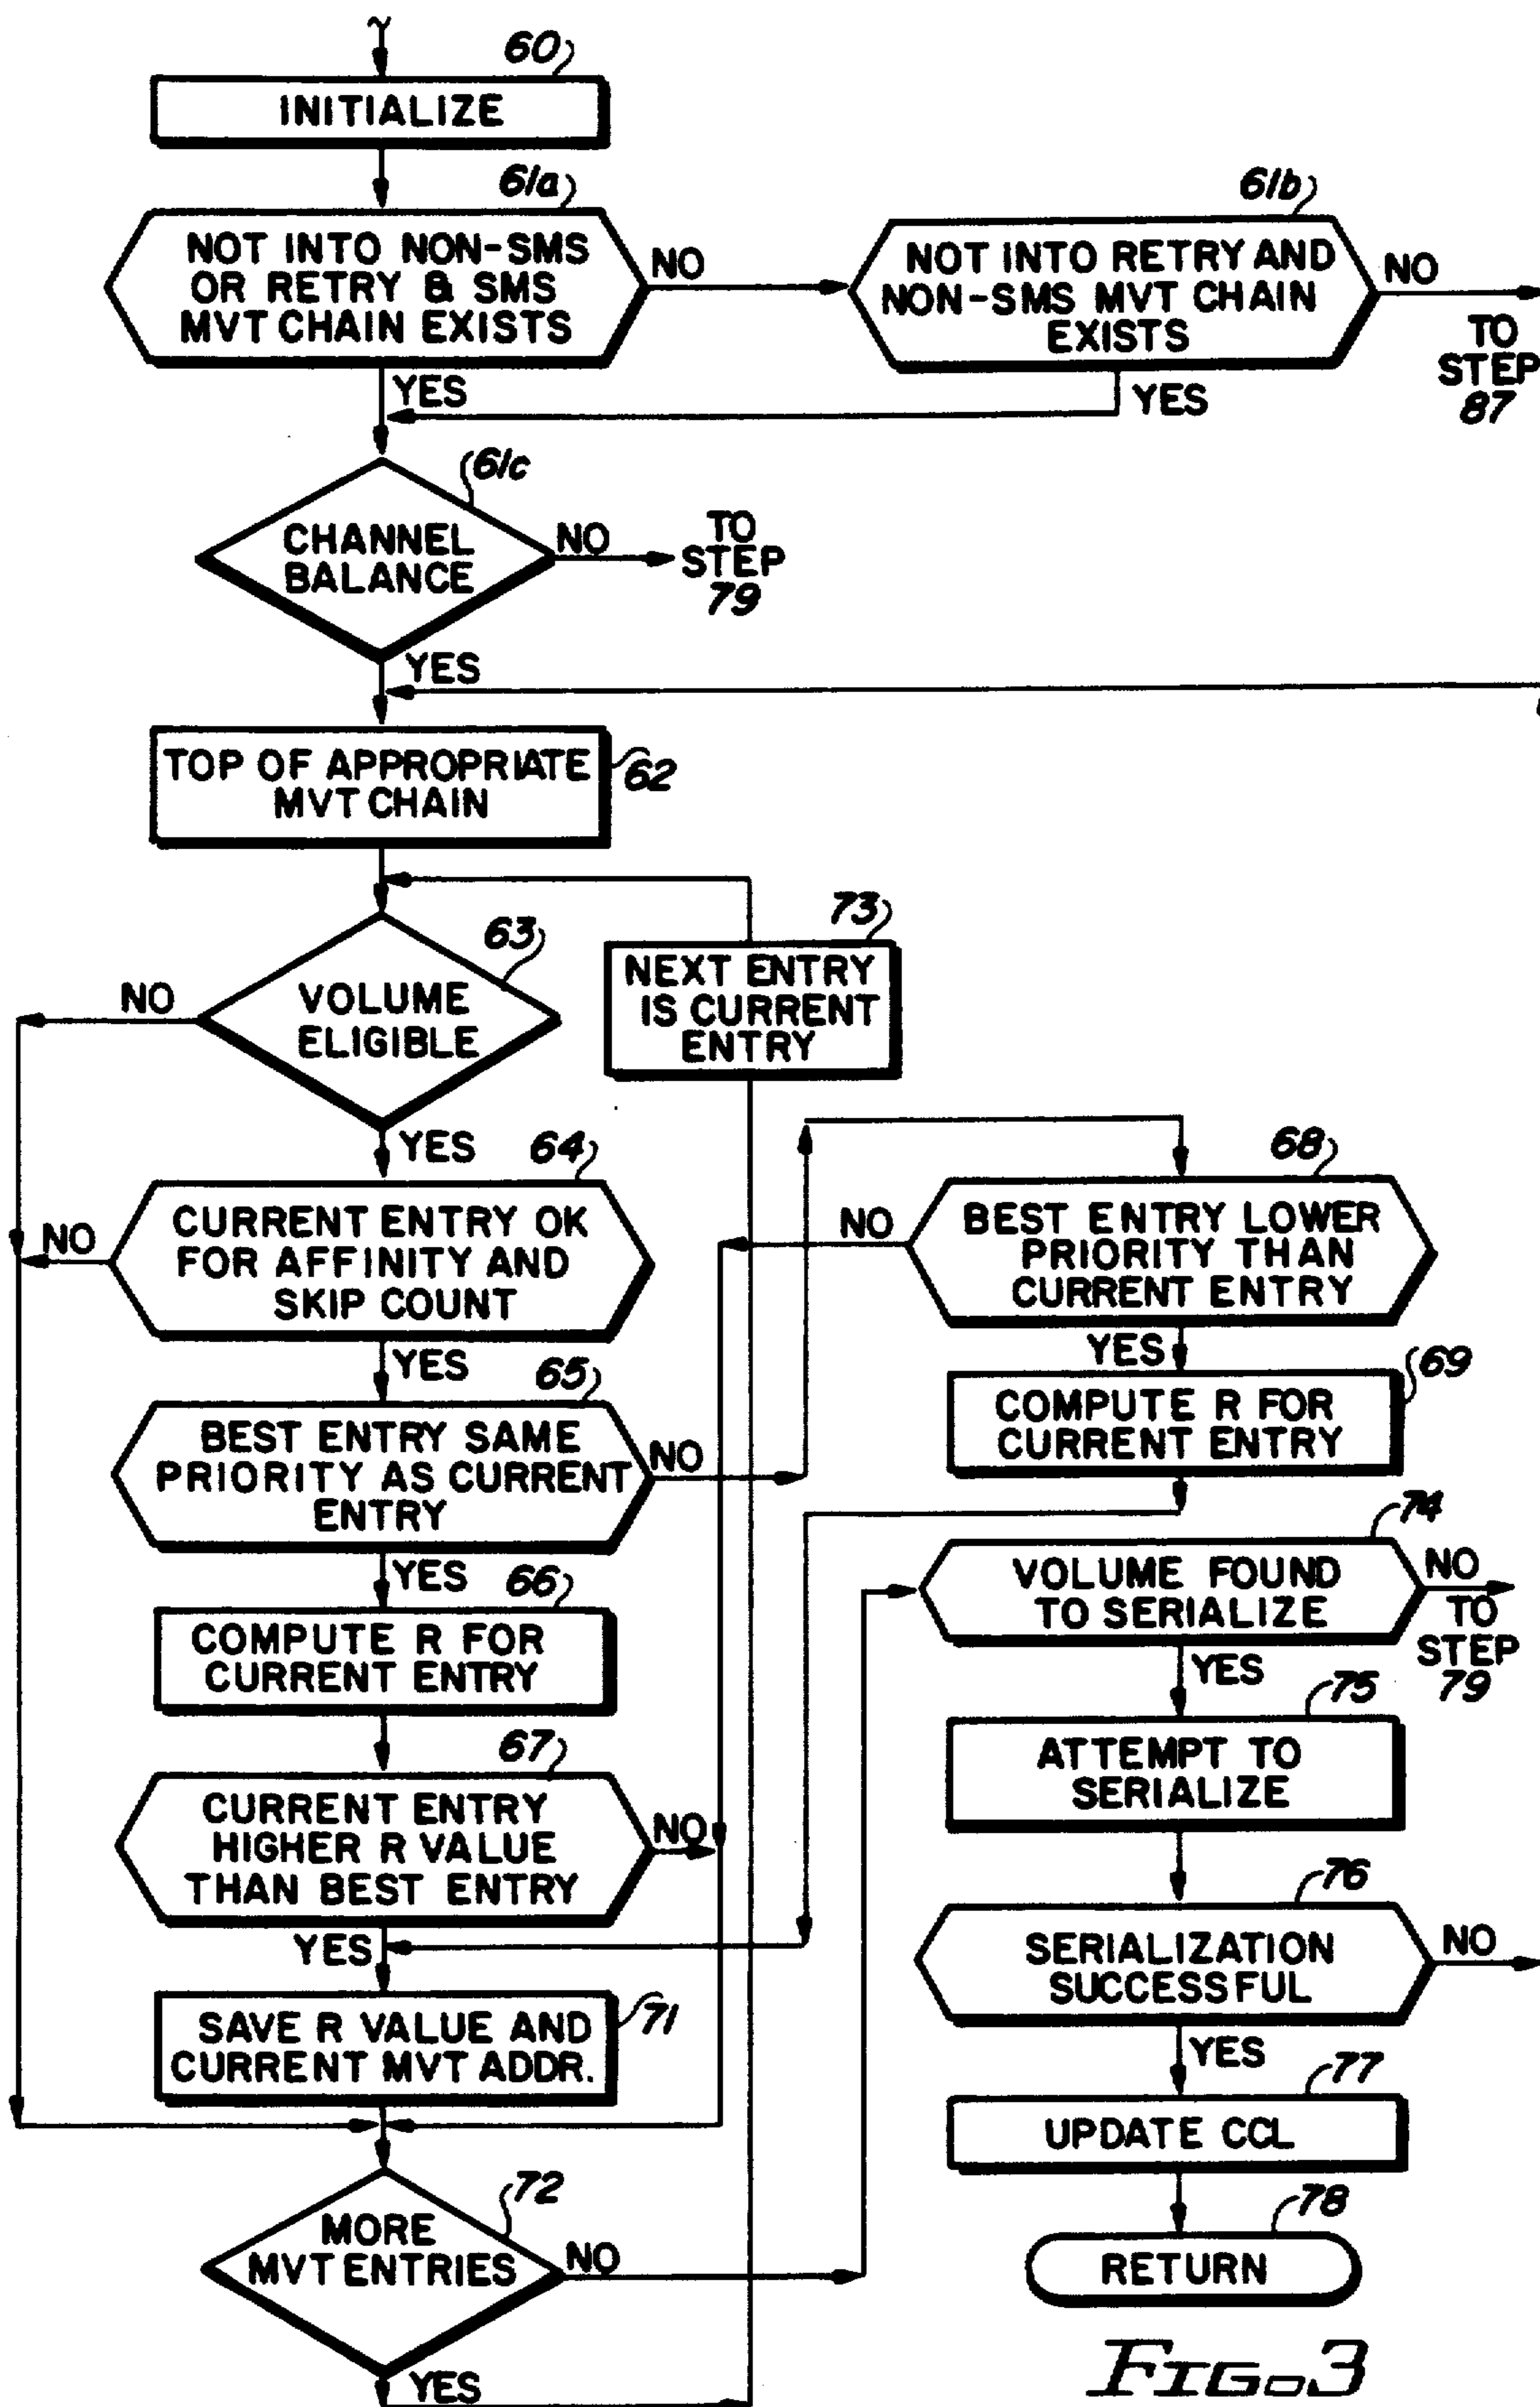 60
INITIALIZE
61a
NOT INTO NON-SMS
OR RETRY & SMS
MVT CHAIN EXISTS
NO
61b
NOT INTO RETRY AND
NON-SMS MVT CHAIN
EXISTS
NO
TO
STEP
87
YES
YES
61c
CHANNEL
BALANCE
NO
TO
STEP
79
YES
TOP OF APPROPRIATE
MVT CHAIN
62
63
VOLUME
ELIGIBLE
NO
YES
73
NEXT ENTRY
IS CURRENT
ENTRY
64
CURRENT ENTRY OK
FOR AFFINITY AND
SKIP COUNT
NO
YES
65
BEST ENTRY SAME
PRIORITY AS CURRENT
ENTRY
NO
YES
66
COMPUTE R FOR
CURRENT ENTRY
67
CURRENT ENTRY
HIGHER R VALUE
THAN BEST ENTRY
NO
YES
SAVE R VALUE AND
CURRENT MVT ADDR.
71
72
MORE
MVT ENTRIES
NO
YES
68
BEST ENTRY LOWER
PRIORITY THAN
CURRENT ENTRY
NO
YES
69
COMPUTE R FOR
CURRENT ENTRY
74
VOLUME FOUND
TO SERIALIZE
NO
TO
STEP
79
YES
75
ATTEMPT TO
SERIALIZE
76
SERIALIZATION
SUCCESSFUL
NO
YES
77
UPDATE CCL
78
RETURN
FIG. 3